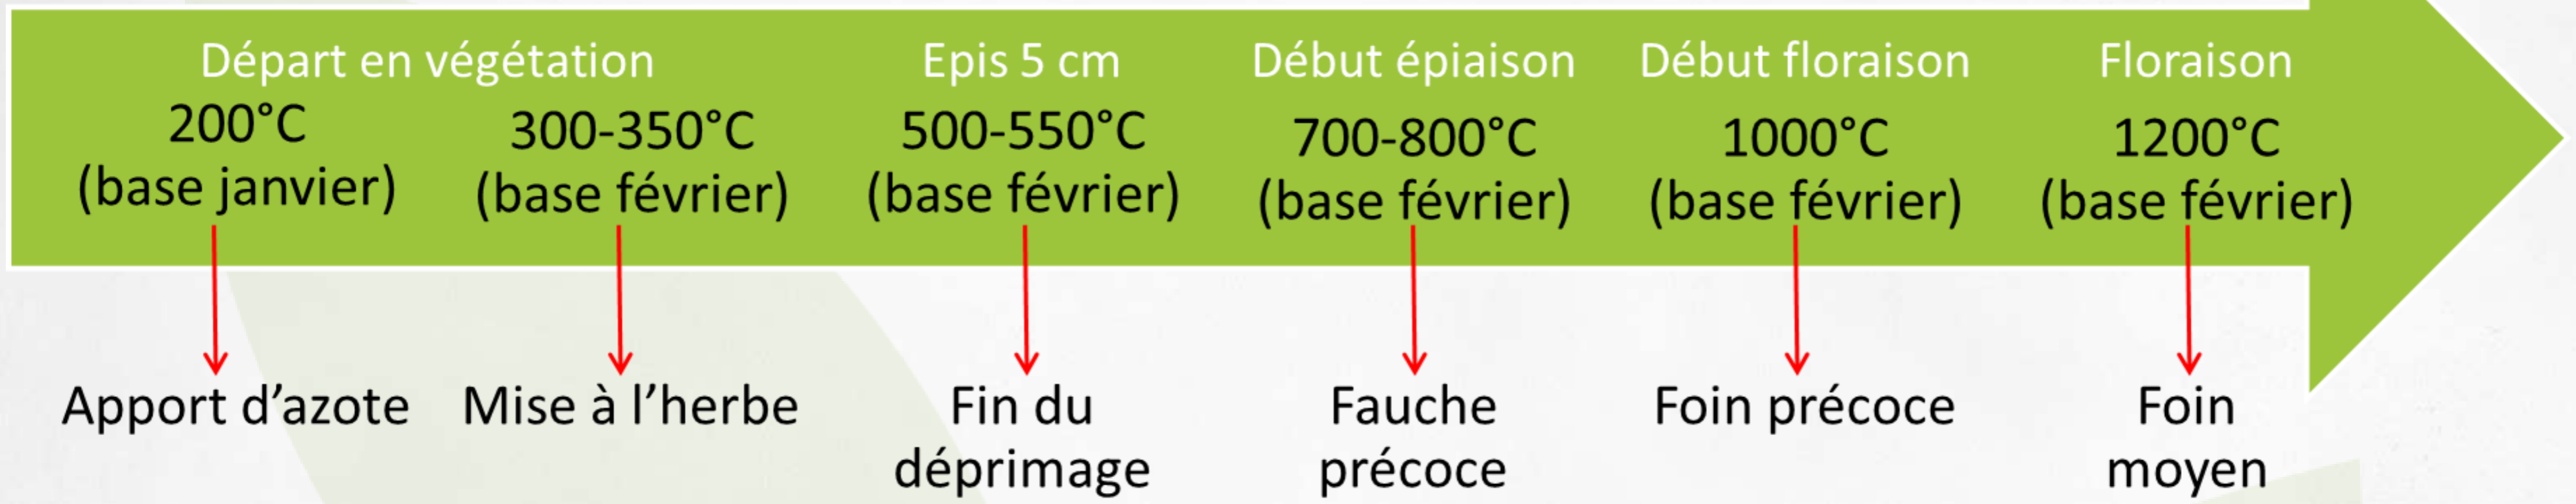 Départ en végétation
Epis 5 cm
Début épiaison
Début floraison
Floraison
200°C
(base janvier)
300-350°C
(base février)
500-550°C
(base février)
700-800°C
(base février)
1000°C
(base février)
1200°C
(base février)
Apport d’azote
Mise à l’herbe
Fin du
déprimage
Fauche
précoce
Foin précoce
Foin
moyen